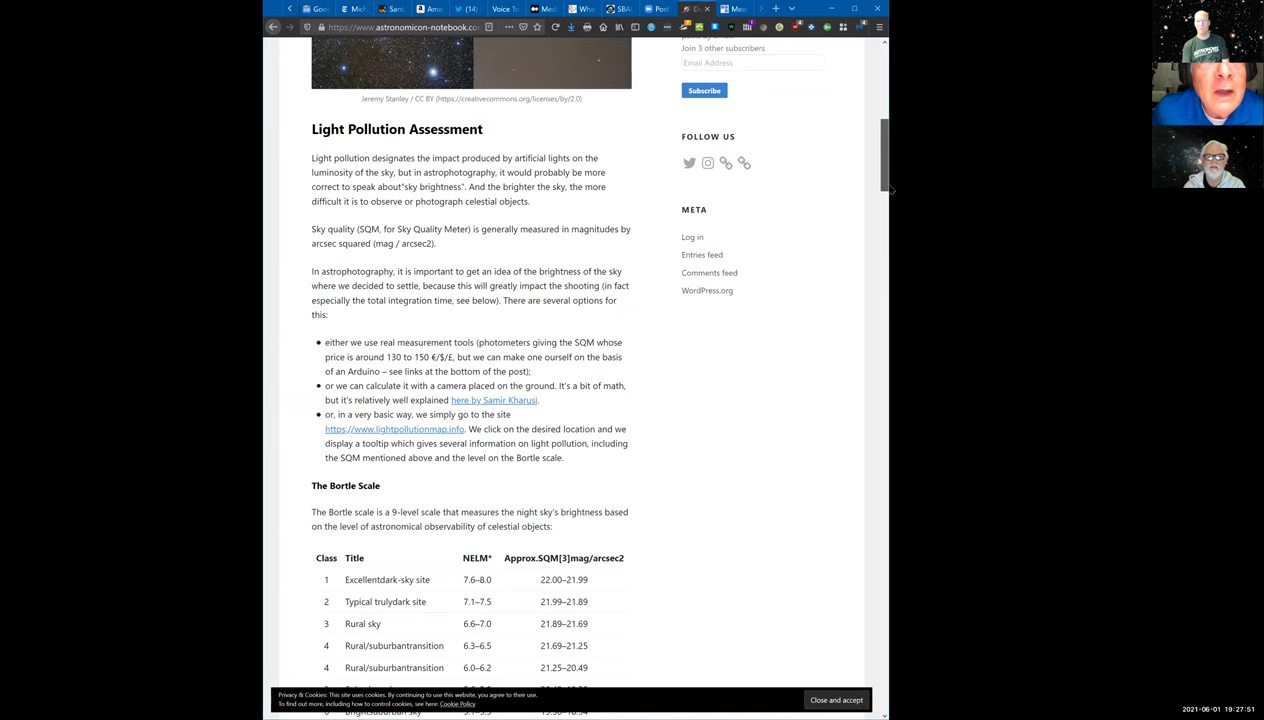 Goog
Mich
Sant
Ama
(14)
Voice To
Medi
Wha
SBAI
Post
De
Mea
https://www.astronomicon-notebook.co
Join 3 other subscribers
Email Address
Subscribe
Jeremy Stanley / CC BY (https://creativecommons.org/licenses/by/2.0)
Light Pollution Assessment
Light pollution designates the impact produced by artificial lights on the
luminosity of the sky, but in astrophotography, it would probably be more
correct to speak about"sky brightness". And the brighter the sky, the more
difficult it is to observe or photograph celestial objects.
Sky quality (SQM, for Sky Quality Meter) is generally measured in magnitudes by
arcsec squared (mag / arcsec2).
In astrophotography, it is important to get an idea of the brightness of the sky
where we decided to settle, because this will greatly impact the shooting (in fact
especially the total integration time, see below). There are several options for
this:
either we use real measurement tools (photometers giving the SQM whose
price is around 130 to 150 €/$/£, but we can make one ourself on the basis
of an Arduino – see links at the bottom of the post);
or we can calculate it with a camera placed on the ground. It's a bit of math,
but it's relatively well explained here by Samir Kharusi.
or, in a very basic way, we simply go to the site
https://www.lightpollutionmap.info. We click on the desired location and we
display a tooltip which gives several information on light pollution, including
the SQM mentioned above and the level on the Bortle scale.
The Bortle Scale
The Bortle scale is a 9-level scale that measures the night sky's brightness based
on the level of astronomical observability of celestial objects:
Class Title NELM* Approx.SQM[3]mag/arcsec2
1 Excellentdark-sky site 7.6–8.0 22.00–21.99
2 Typical trulydark site 7.1–7.5 21.99–21.89
3 Rural sky 6.6–7.0 21.89–21.69
4 Rural/suburbantransition 6.3–6.5 21.69–21.25
4 Rural/suburbantransition 6.0–6.2 21.25–20.49
FOLLOW US
META
Log in
Entries feed
Comments feed
WordPress.org
Privacy & Cookies: This site uses cookies. By continuing to use this website, you agree to their use.
To find out more, including how to control cookies, see here: Cookie Policy
Close and accept
2021-06-01 19:27:51